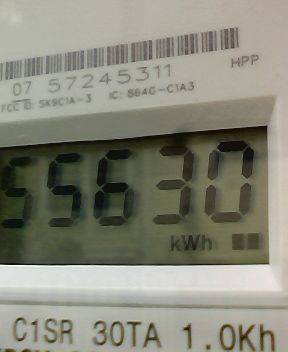 07 57245311
HPP
FCC ID: SK9C1A-3 IC: 864G-C1A3
55630
kWh
C1SR 30TA 1.0Kh